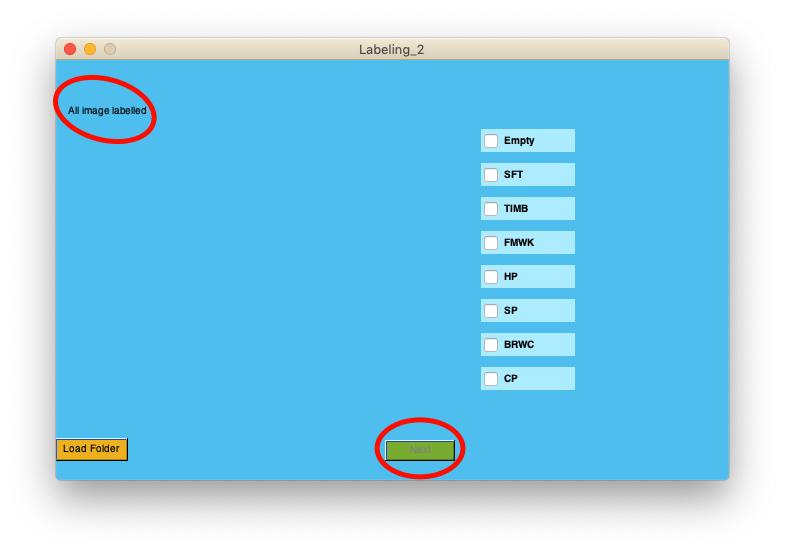 Labeling_2
All image labelled
Empty
SFT
TIMB
FMWK
HP
SP
BRWC
CP
Load Folder
Next